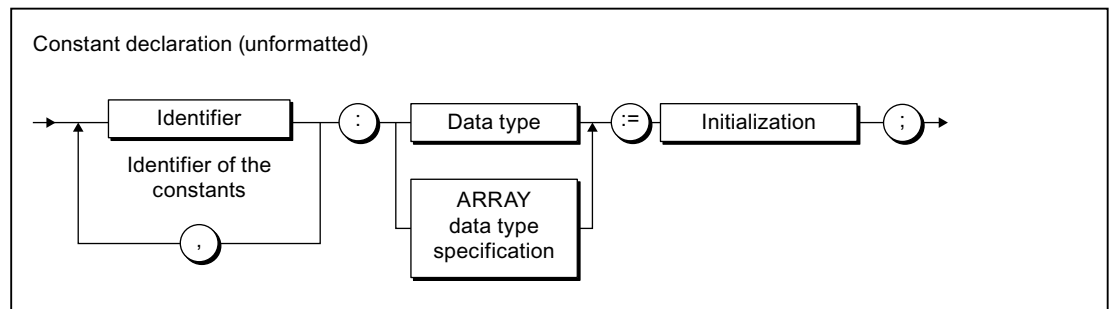 Constant declaration (unformatted)
Identifier
:
Data type
:=
Initialization
;
Identifier of the
constants
ARRAY
data type
specification
,